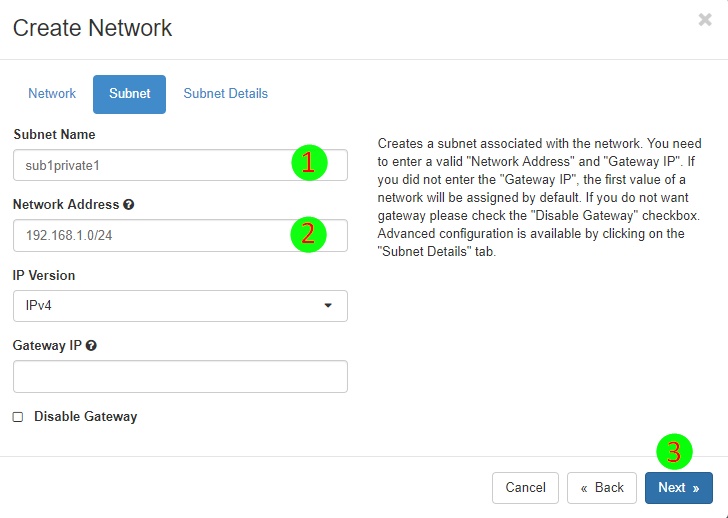 Create Network
×
Network Subnet Subnet Details
Subnet Name
sub1private1 1
Network Address ?
192.168.1.0/24 2
IP Version
IPv4
Gateway IP ?
Disable Gateway
Creates a subnet associated with the network. You need
to enter a valid "Network Address" and "Gateway IP". If
you did not enter the "Gateway IP", the first value of a
network will be assigned by default. If you do not want
gateway please check the "Disable Gateway" checkbox.
Advanced configuration is available by clicking on the
"Subnet Details" tab.
3
Cancel « Back Next »